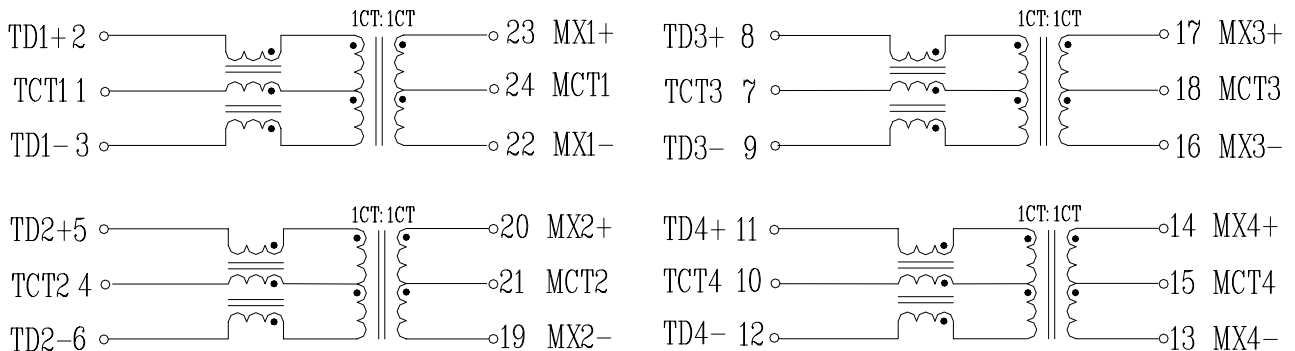 1CT:1CT
TD1+ 2 23 MX1+
TCT1 1 24 MCT1
TD1- 3 22 MX1-
1CT:1CT
TD3+ 8 17 MX3+
TCT3 7 18 MCT3
TD3- 9 16 MX3-
1CT:1CT
TD2+ 5 20 MX2+
TCT2 4 21 MCT2
TD2- 6 19 MX2-
1CT:1CT
TD4+ 11 14 MX4+
TCT4 10 15 MCT4
TD4- 12 13 MX4-